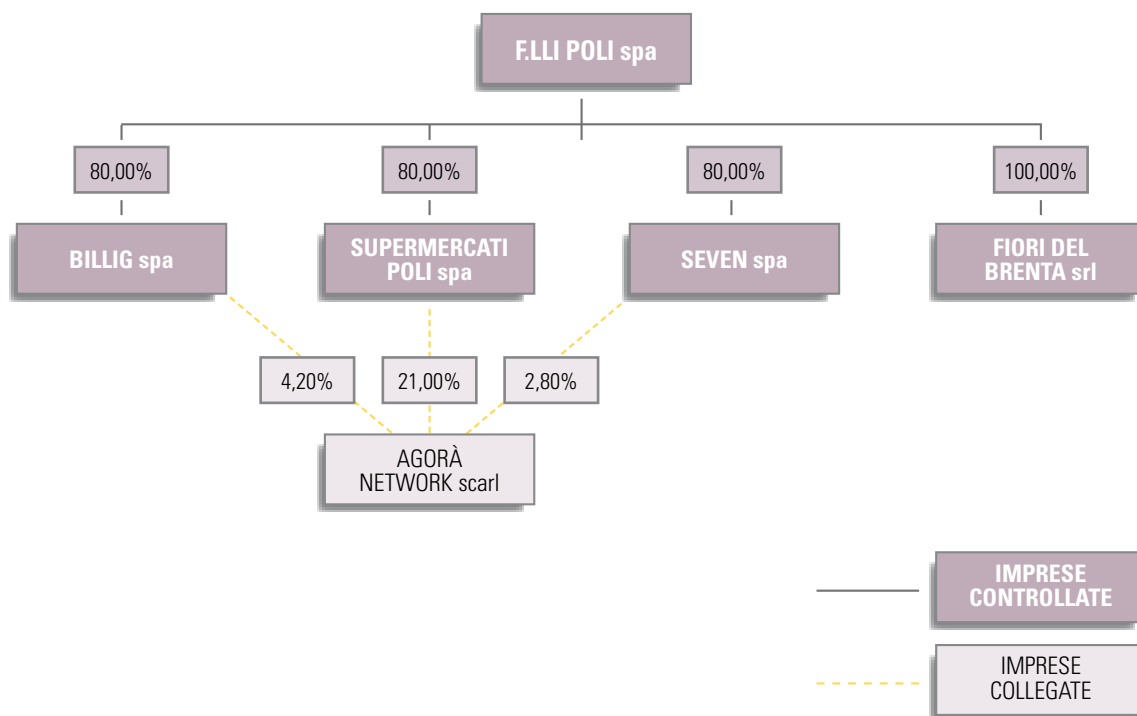 F.LLI POLI spa
80,00%
80,00%
80,00%
100,00%
BILLIG spa
SUPERMERCATI
POLI spa
SEVEN spa
FIORI DEL
BRENTA srl
4,20%
21,00%
2,80%
AGORÀ
NETWORK scarl
IMPRESE
CONTROLLATE
IMPRESE
COLLEGATE